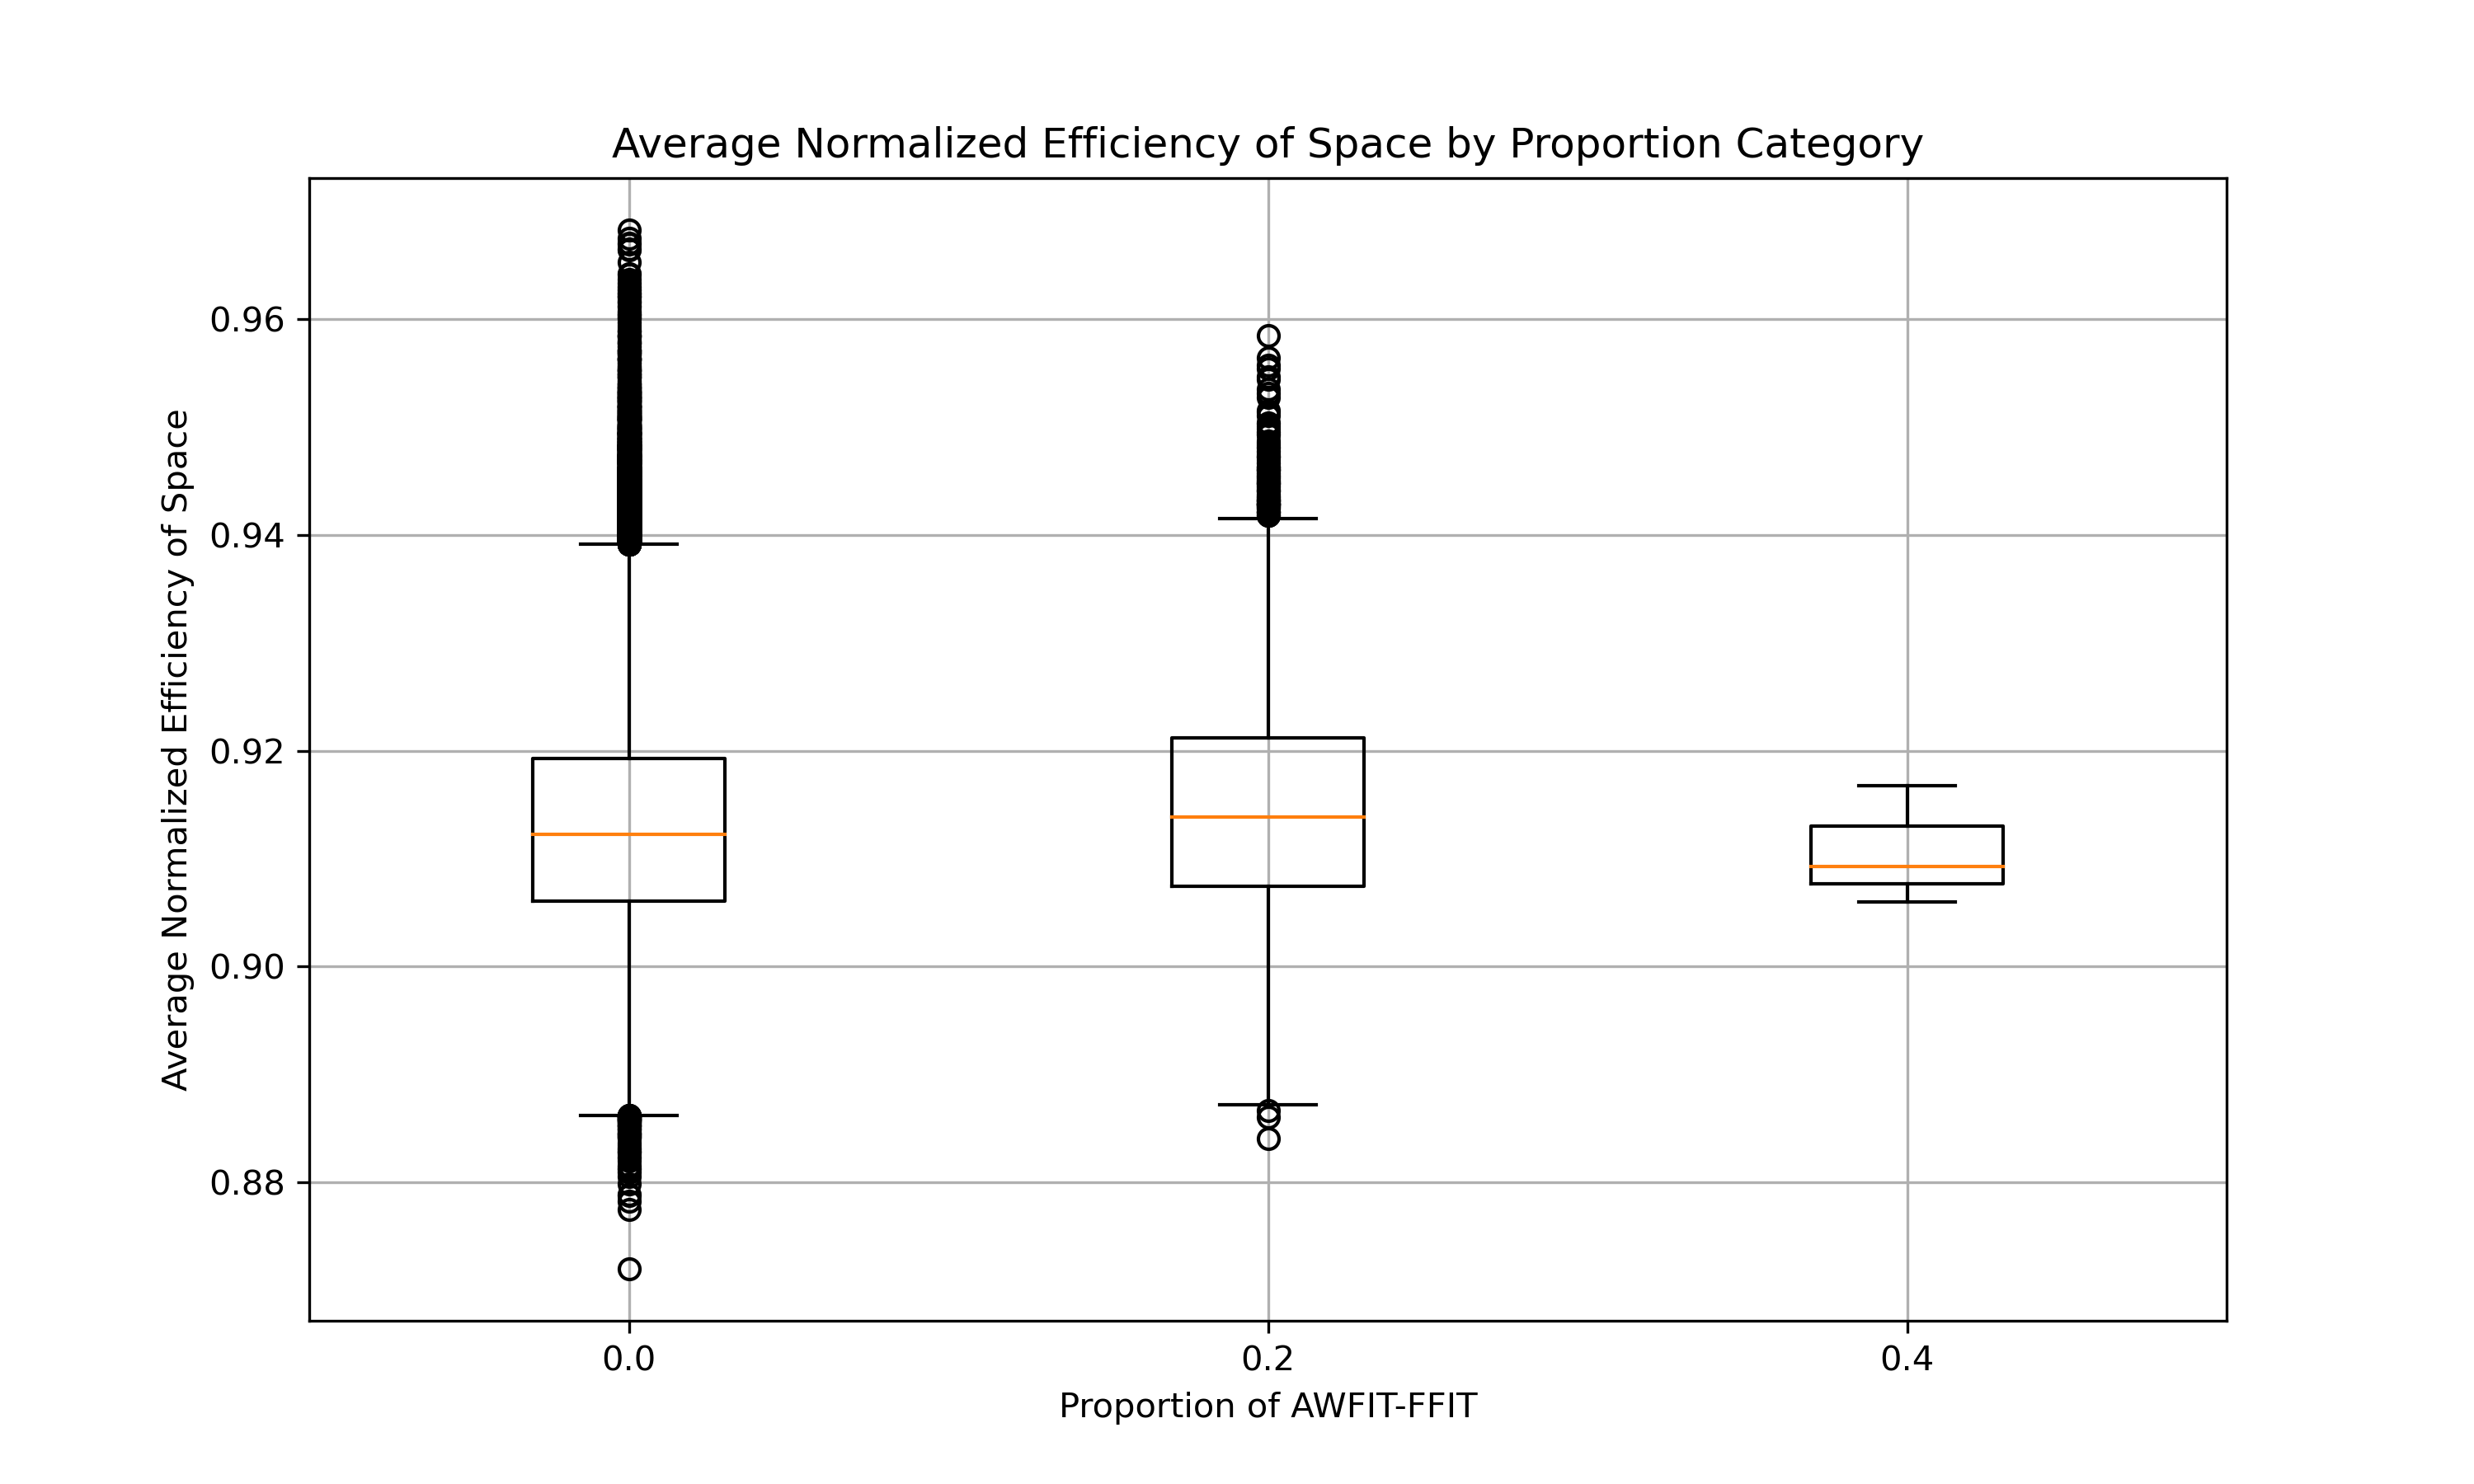 Average Normalized Efficiency of Space by Proportion Category
Average Normalized Efficiency of Space
0.96
0.94
0.92
0.90
0.88
0.0
0.2
0.4
Proportion of AWFIT-FFIT